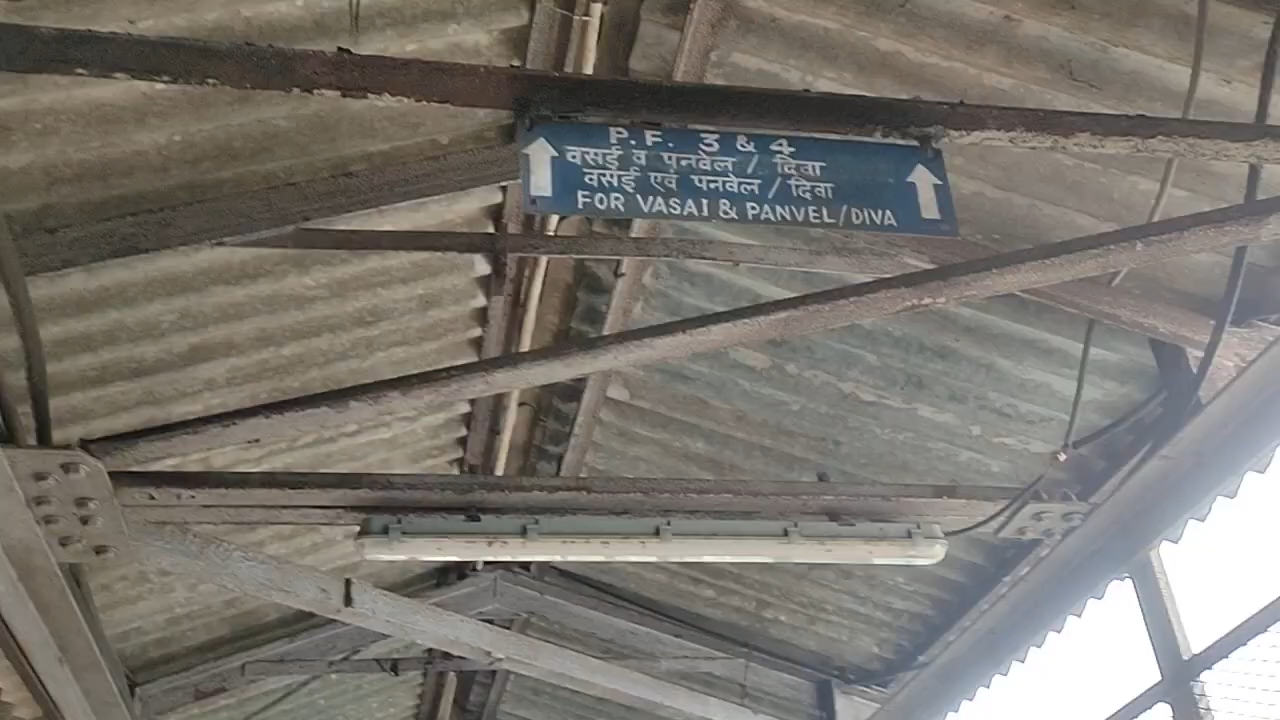 P.F. 3 & 4
वसई व पनवेल / दिवा
वसई एवं पनवेल / दिवा
FOR VASAI & PANVEL/DIVA